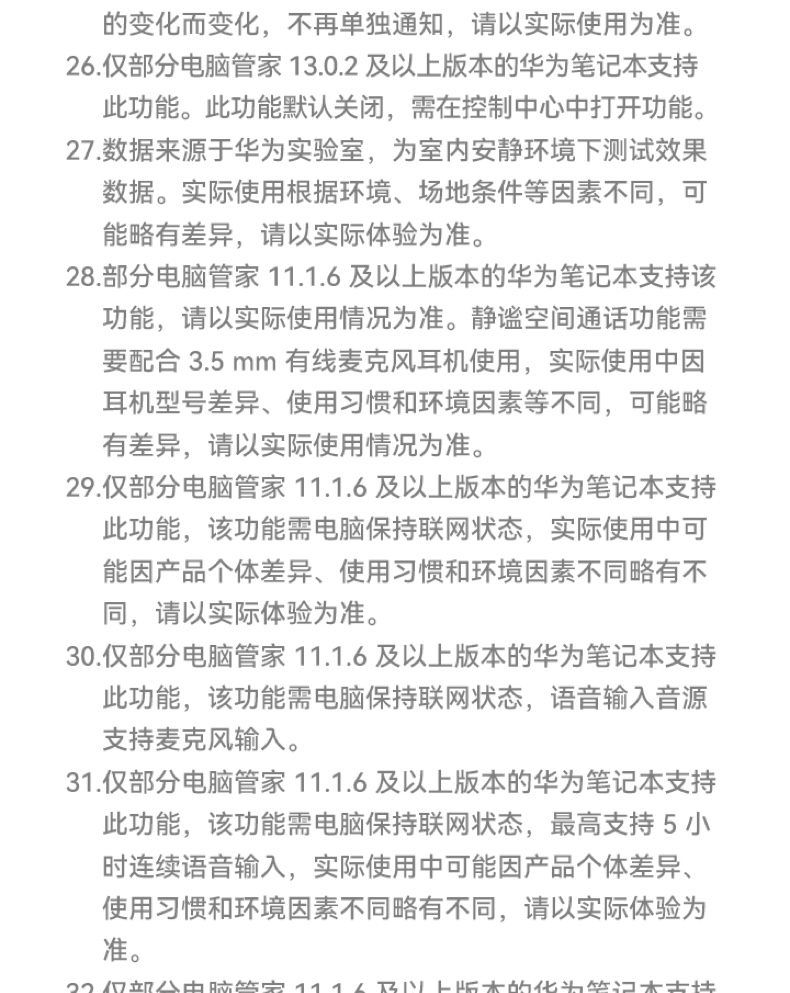 的变化而变化，不再单独通知，请以实际使用为准。
26.仅部分电脑管家 13.0.2 及以上版本的华为笔记本支持
此功能。此功能默认关闭，需在控制中心中打开功能。
27.数据来源于华为实验室，为室内安静环境下测试效果
数据。实际使用根据环境、场地条件等因素不同，可
能略有差异，请以实际体验为准。
28.部分电脑管家 11.1.6 及以上版本的华为笔记本支持该
功能，请以实际使用情况为准。静谧空间通话功能需
要配合 3.5 mm 有线麦克风耳机使用，实际使用中因
耳机型号差异、使用习惯和环境因素等不同，可能略
有差异，请以实际使用情况为准。
29.仅部分电脑管家 11.1.6 及以上版本的华为笔记本支持
此功能，该功能需电脑保持联网状态，实际使用中可
能因产品个体差异、使用习惯和环境因素不同略有不
同，请以实际体验为准。
30.仅部分电脑管家 11.1.6 及以上版本的华为笔记本支持
此功能，该功能需电脑保持联网状态，语音输入音源
支持麦克风输入。
31.仅部分电脑管家 11.1.6 及以上版本的华为笔记本支持
此功能，该功能需电脑保持联网状态，最高支持 5 小
时连续语音输入，实际使用中可能因产品个体差异、
使用习惯和环境因素不同略有不同，请以实际体验为
准。
32.仅部分电脑管家 11.1.6 及以上版本的华为笔记本支持